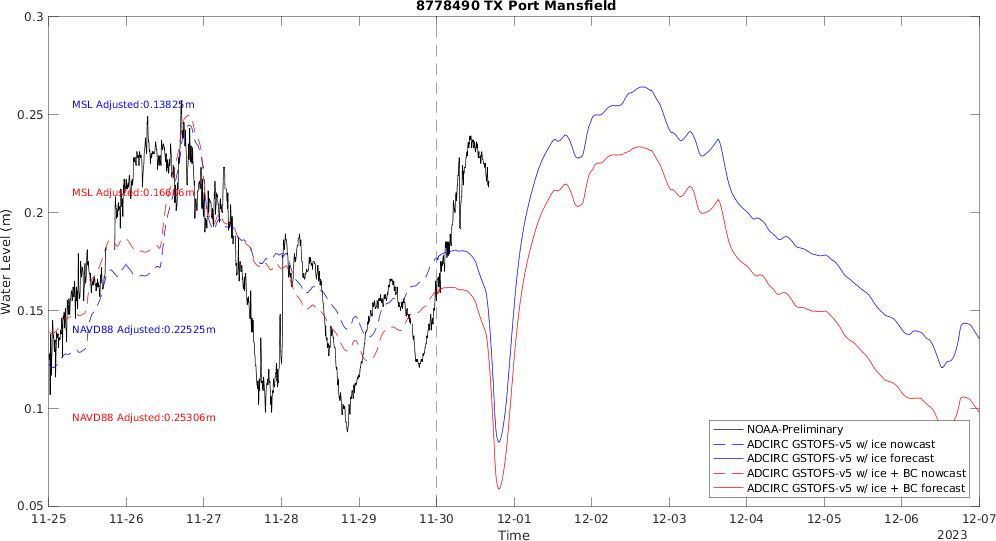 8778490 TX Port Mansfield
0.3
0.25
0.2
0.15
0.1
0.05
Water Level (m)
MSL Adjusted:0.13825m
MSL Adjusted:0.16606m
NAVD88 Adjusted:0.22525m
NAVD88 Adjusted:0.25306m
NOAA-Preliminary
ADCIRC GSTOFS-v5 w/ ice nowcast
ADCIRC GSTOFS-v5 w/ ice forecast
ADCIRC GSTOFS-v5 w/ ice + BC nowcast
ADCIRC GSTOFS-v5 w/ ice + BC forecast
11-25 11-26 11-27 11-28 11-29 11-30 12-01 12-02 12-03 12-04 12-05 12-06 12-07
Time
2023